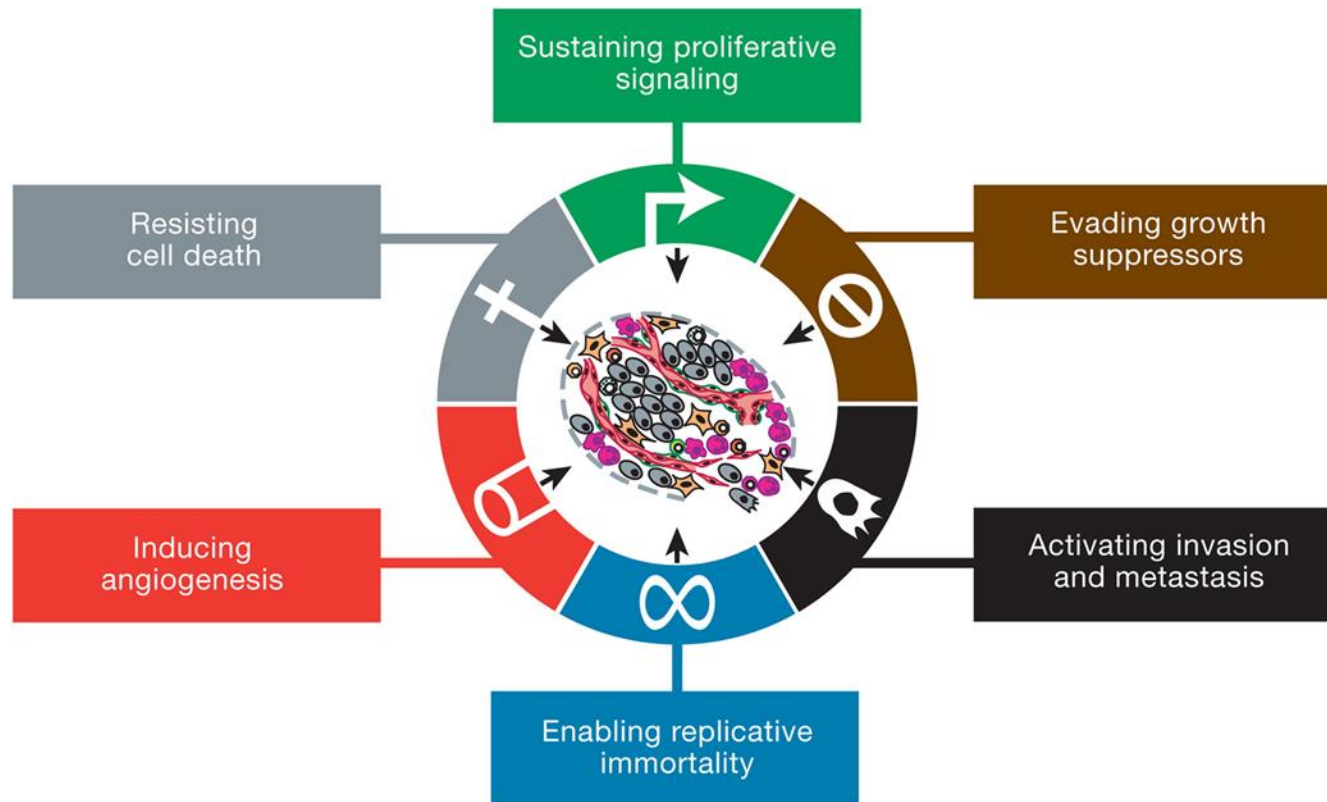 Sustaining proliferative
signaling
Resisting
cell death
Evading growth
suppressors
Inducing
angiogenesis
Activating invasion
and metastasis
Enabling replicative
immortality